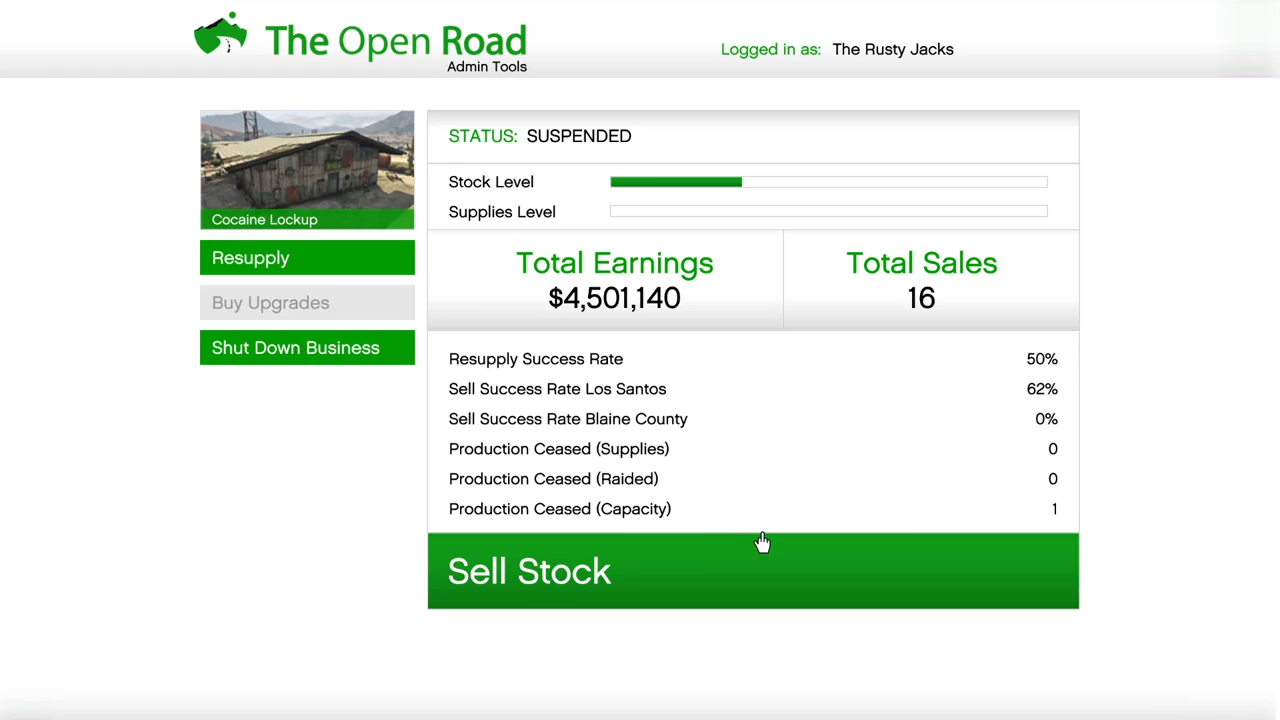 The Open Road
Admin Tools
Logged in as: The Rusty Jacks
Cocaine Lockup
Resupply
Buy Upgrades
Shut Down Business
STATUS: SUSPENDED
Stock Level
Supplies Level
Total Earnings
$4,501,140
Total Sales
16
Resupply Success Rate 50%
Sell Success Rate Los Santos 62%
Sell Success Rate Blaine County 0%
Production Ceased (Supplies) 0
Production Ceased (Raided) 0
Production Ceased (Capacity) 1
Sell Stock